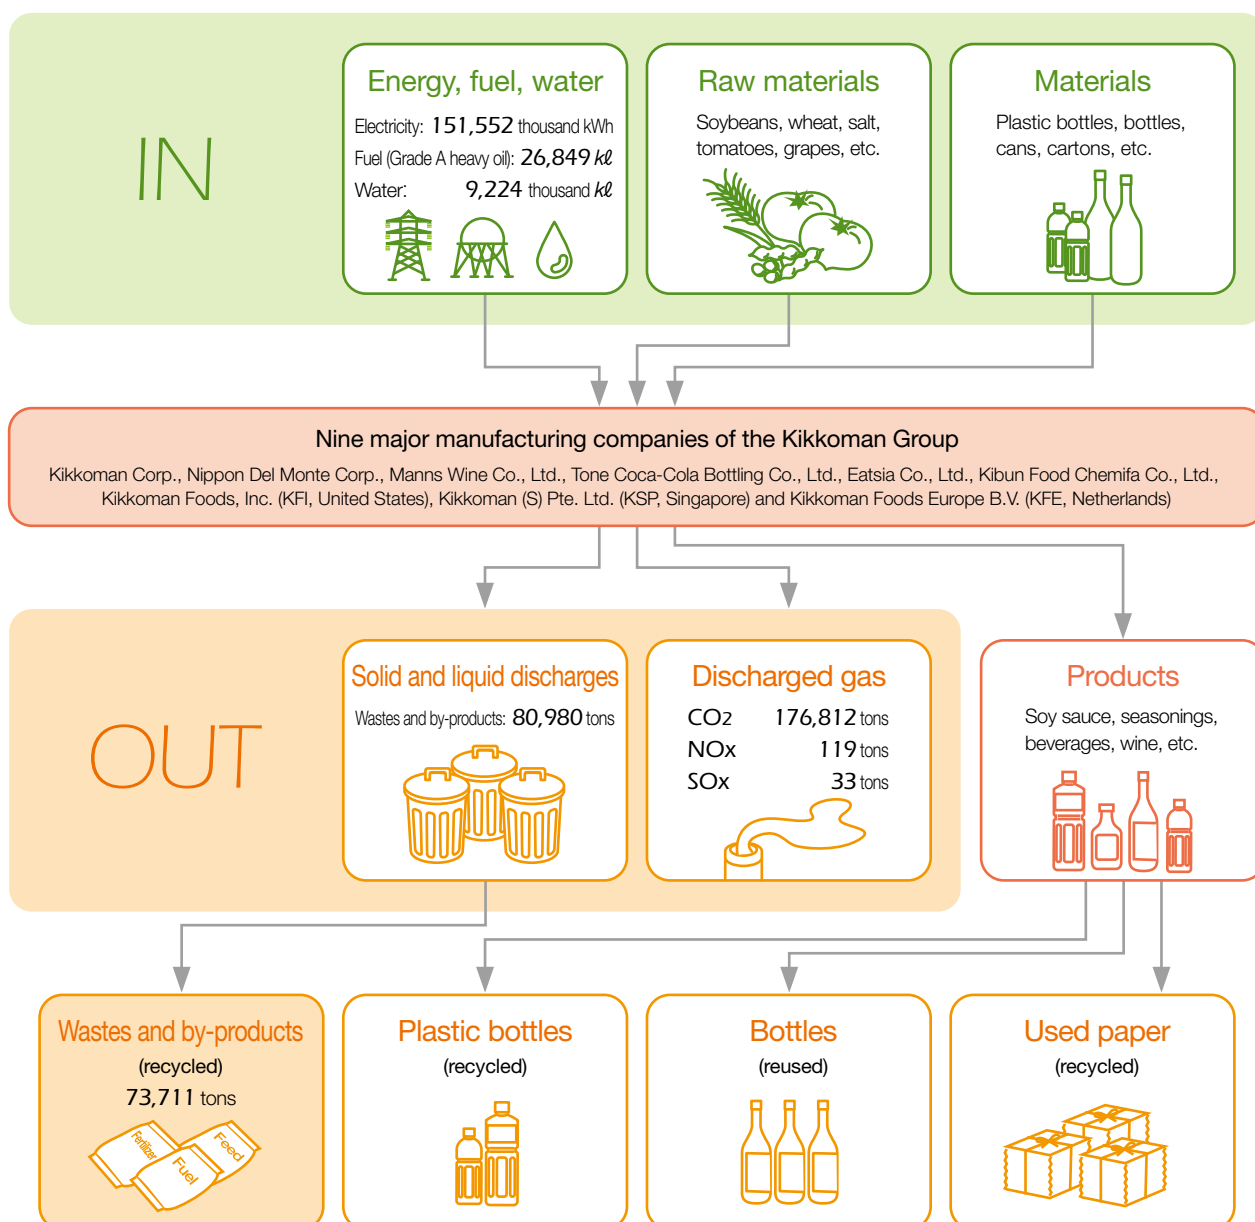 IN
Energy, fuel, water
Electricity: 151,552 thousand kWh
Fuel (Grade A heavy oil): 26,849 kℓ
Water: 9,224 thousand kℓ
Raw materials
Soybeans, wheat, salt,
tomatoes, grapes, etc.
Materials
Plastic bottles, bottles,
cans, cartons, etc.
Nine major manufacturing companies of the Kikkoman Group
Kikkoman Corp., Nippon Del Monte Corp., Manns Wine Co., Ltd., Tone Coca-Cola Bottling Co., Ltd., Eatsia Co., Ltd., Kibun Food Chemifa Co., Ltd.,
Kikkoman Foods, Inc. (KFI, United States), Kikkoman (S) Pte. Ltd. (KSP, Singapore) and Kikkoman Foods Europe B.V. (KFE, Netherlands)
OUT
Solid and liquid discharges
Wastes and by-products: 80,980 tons
Discharged gas
CO2 176,812 tons
NOx 119 tons
SOx 33 tons
Products
Soy sauce, seasonings,
beverages, wine, etc.
Wastes and by-products
(recycled)
73,711 tons
Fertilizer
Fuel
Feed
Plastic bottles
(recycled)
Bottles
(reused)
Used paper
(recycled)